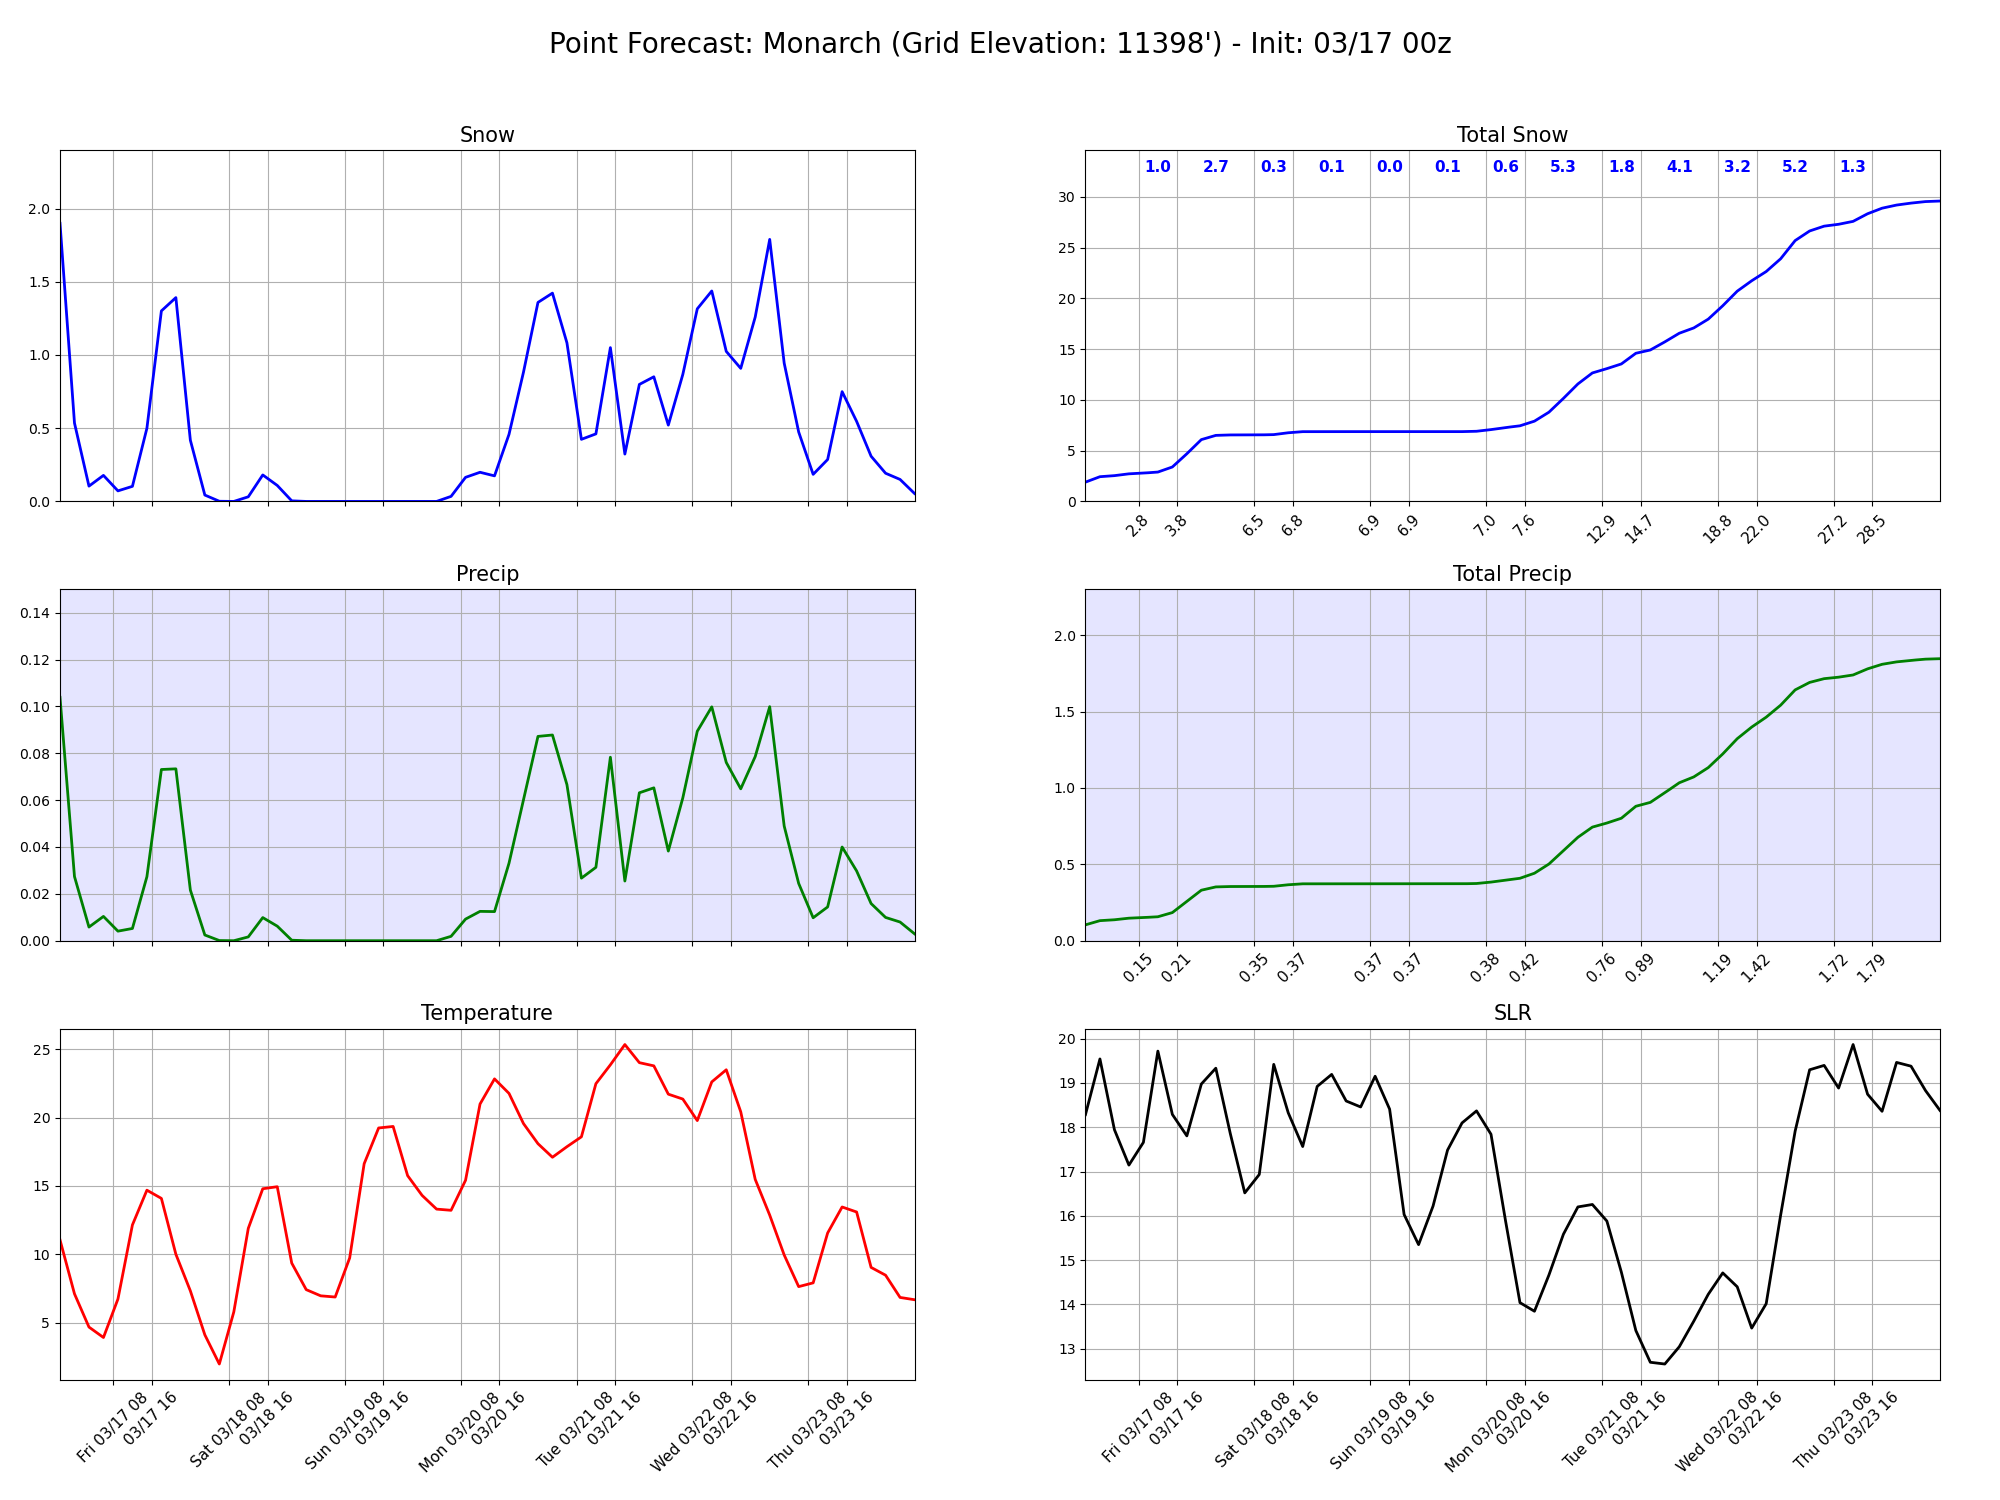 Point Forecast: Monarch (Grid Elevation: 11398') - Init: 03/17 00z
Snow
2.0
1.5
1.0
0.5
0.0
Total Snow
1.0 2.7 0.3 0.1 0.0 0.1 0.6 5.3 1.8 4.1 3.2 5.2 1.3
30
25
20
15
10
5
0
2.8 3.8 6.5 6.8 6.9 6.9 7.0 7.6 12.9 14.7 18.8 22.0 27.2 28.5
Precip
0.14
0.12
0.10
0.08
0.06
0.04
0.02
0.00
Total Precip
2.0
1.5
1.0
0.5
0.0
0.15 0.21 0.35 0.37 0.37 0.37 0.38 0.42 0.76 0.89 1.19 1.42 1.72 1.79
Temperature
25
20
15
10
5
Fri 03/17 08
03/17 16
Sat 03/18 08
03/18 16
Sun 03/19 08
03/19 16
Mon 03/20 08
03/20 16
Tue 03/21 08
03/21 16
Wed 03/22 08
03/22 16
Thu 03/23 08
03/23 16
SLR
20
19
18
17
16
15
14
13
Fri 03/17 08
03/17 16
Sat 03/18 08
03/18 16
Sun 03/19 08
03/19 16
Mon 03/20 08
03/20 16
Tue 03/21 08
03/21 16
Wed 03/22 08
03/22 16
Thu 03/23 08
03/23 16